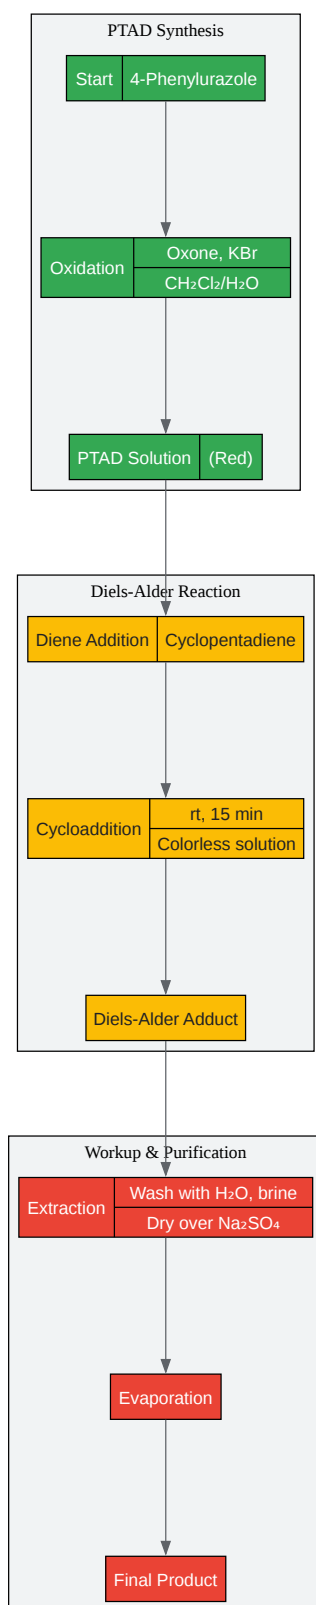 PTAD Synthesis
Start
4-Phenylurazole
Oxidation
Oxone, KBr
CH₂Cl₂/H₂O
PTAD Solution
(Red)
Diels-Alder Reaction
Diene Addition
Cyclopentadiene
Cycloaddition
rt, 15 min
Colorless solution
Diels-Alder Adduct
Workup & Purification
Extraction
Wash with H₂O, brine
Dry over Na₂SO₄
Evaporation
Final Product